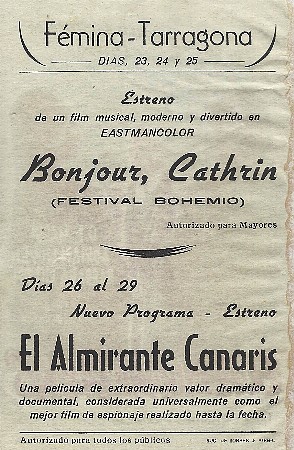 Fémina-Tarragona
DIAS, 23, 24 y 25
Estreno
de un film musical, moderno y divertido en
EASTMANCOLOR
Bonjour, Cathrin
(FESTIVAL BOHEMIO)
Autorizado para Mayores
Días 26 al 29
Nuevo Programa - Estreno
El Almirante Canaris
Una película de extraordinario valor dramático y
documental, considerada universalmente como el
mejor film de espionaje realizado hasta la fecha.
Autorizado para todos los públicos